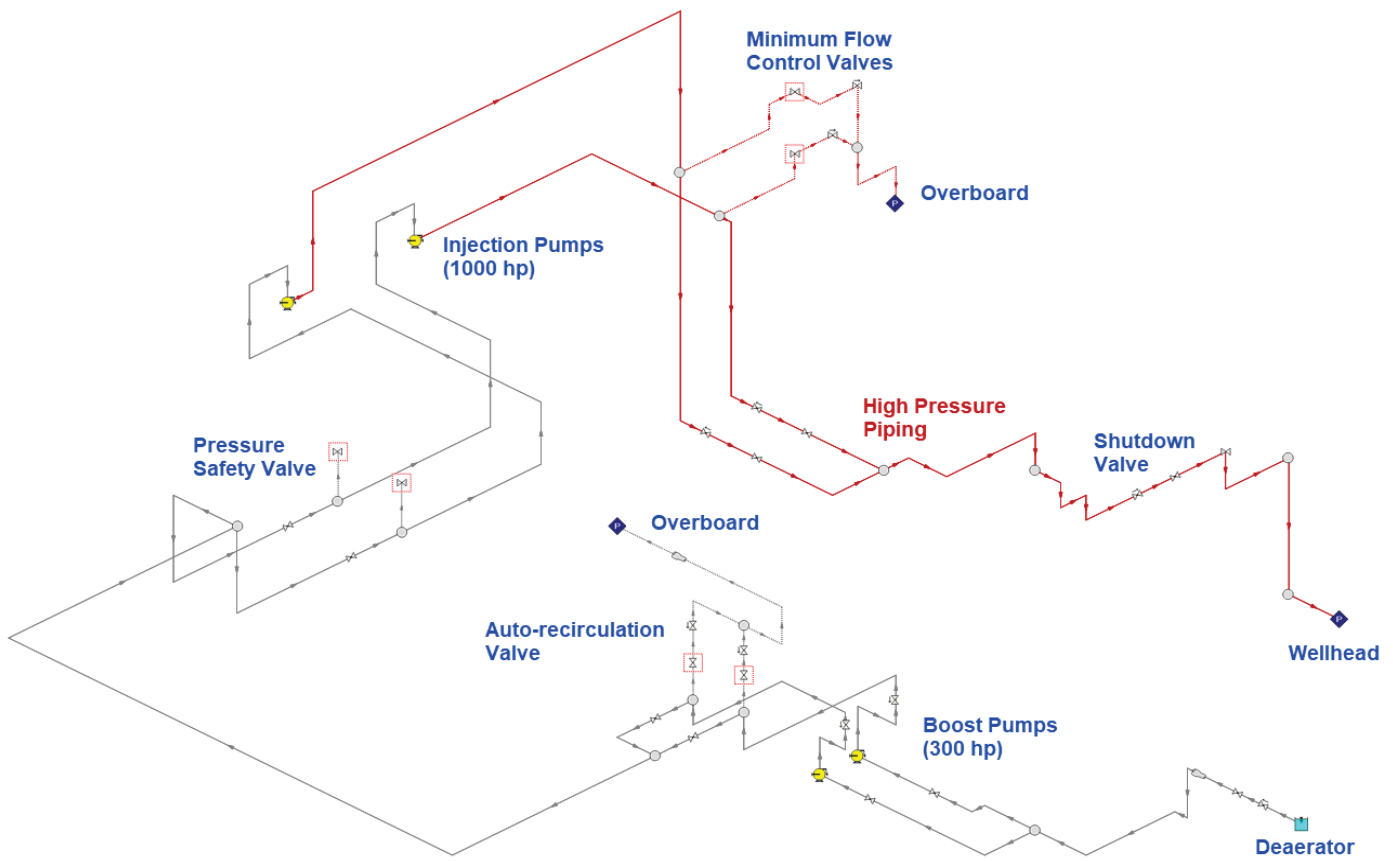 Minimum Flow
Control Valves
Overboard
P
Injection Pumps
(1000 hp)
High Pressure
Piping
Shutdown
Valve
Pressure
Safety Valve
P
Overboard
Auto-recirculation
Valve
P
Wellhead
Boost Pumps
(300 hp)
Deaerator